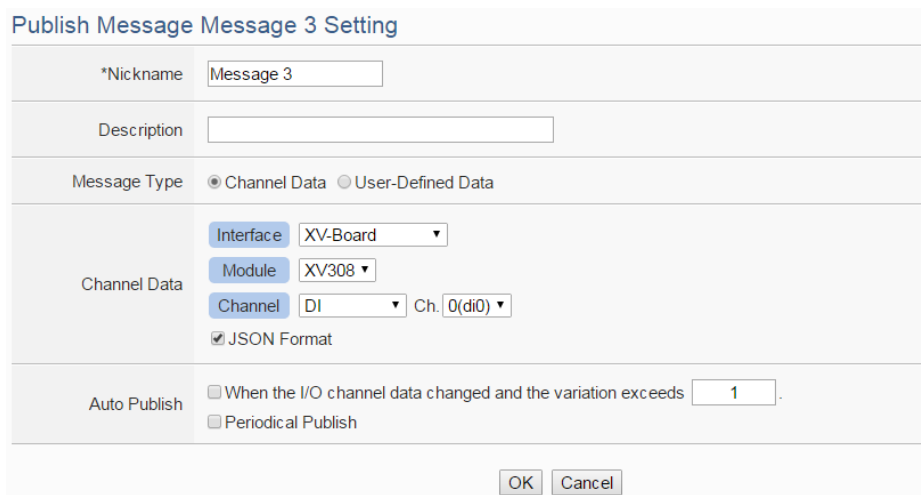 Publish Message Message 3 Setting
*Nickname Message 3
Description
Message Type Channel Data User-Defined Data
Interface XV-Board
Module XV308
Channel Data
Channel DI Ch. 0(di0)
JSON Format
When the I/O channel data changed and the variation exceeds 1 .
Auto Publish
Periodical Publish
OK Cancel